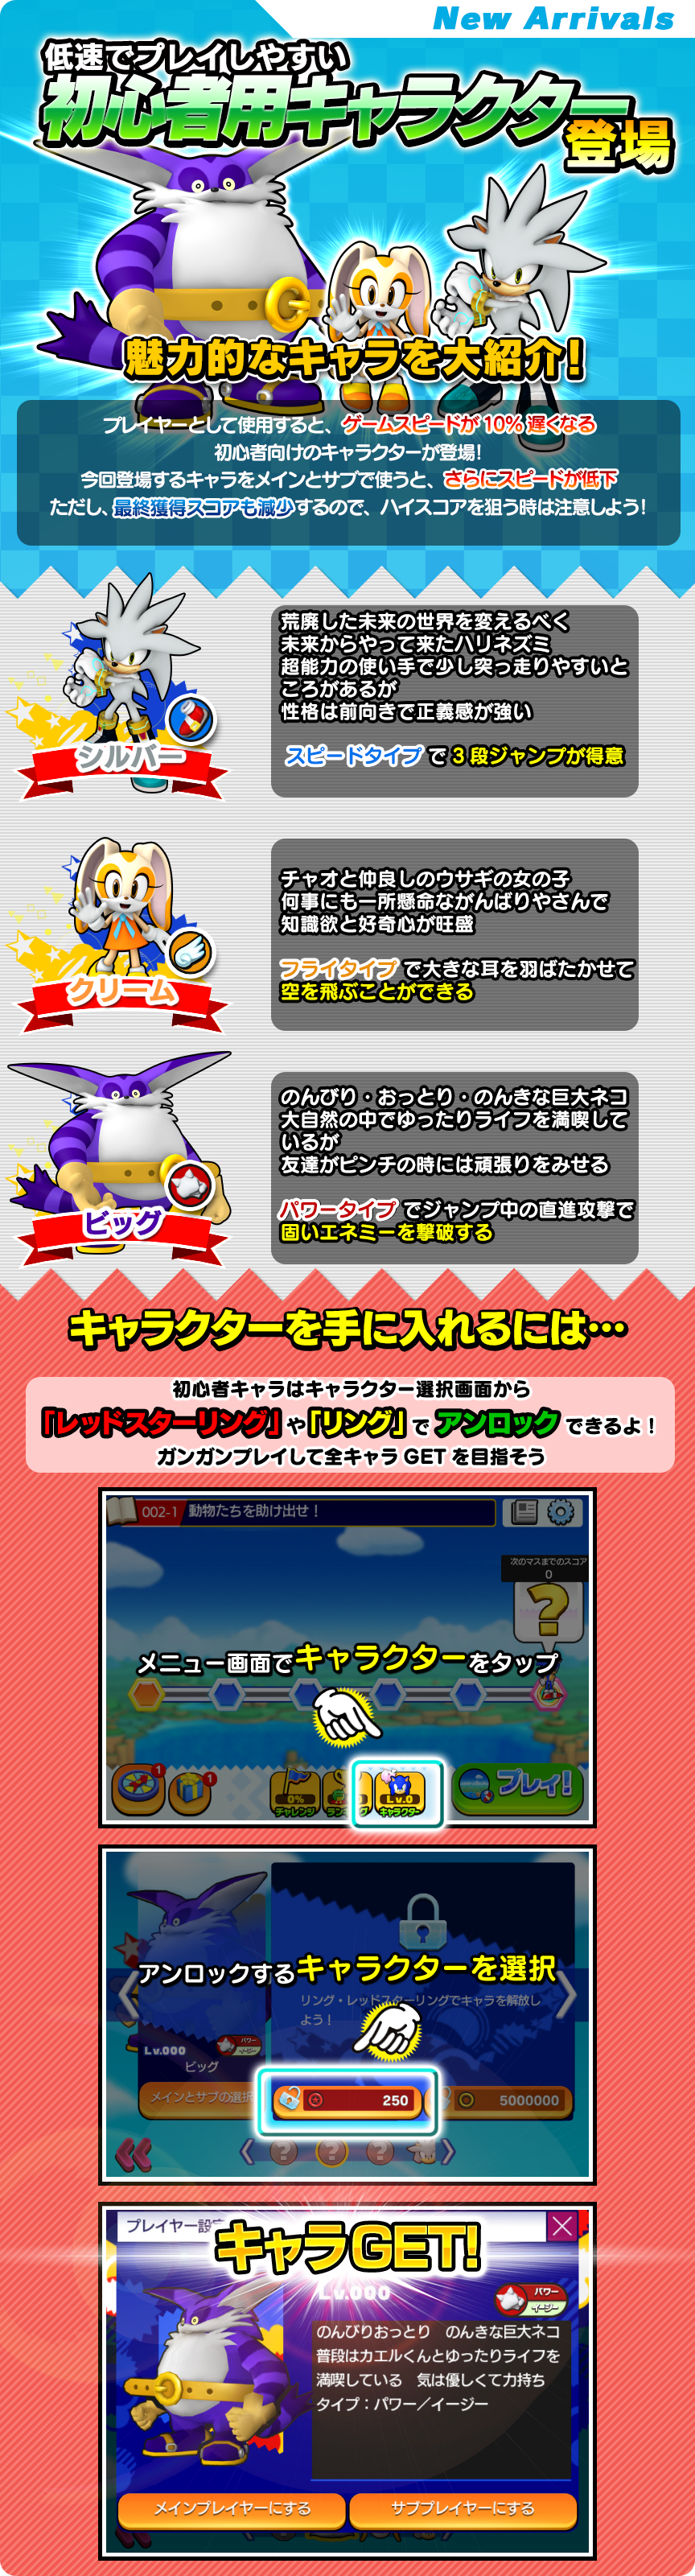 New Arrivals
低速でプレイしやすい
初心者用キャラクター
登場
魅力的なキャラを大紹介！
プレイヤーとして使用すると、ゲームスピードが10％遅くなる
初心者向けのキャラクターが登場！
今回登場するキャラをメインとサブで使うと、さらにスピードが低下
ただし、最終獲得スコアも減少するので、ハイスコアを狙う時は注意しよう！
荒廃した未来の世界を変えるべく
未来からやって来たハリネズミ
超能力の使い手で少し突っ走りやすいと
ころがあるが
性格は前向きで正義感が強い
スピードタイプ で 3 段ジャンプが得意
シルバー
チャオと仲良しのウサギの女の子
何事にも一所懸命ながんばりやさんで
知識欲と好奇心が旺盛
フライタイプ で大きな耳を羽ばたかせて
空を飛ぶことができる
クリーム
のんびり・おっとり・のんきな巨大ネコ
大自然の中でゆったりライフを満喫して
いるが
友達がピンチの時には頑張りをみせる
パワータイプ でジャンプ中の直進攻撃で
固いエネミーを撃破する
ビッグ
キャラクターを手に入れるには…
初心者キャラはキャラクター選択画面から
「レッドスターリング」や「リング」で アンロック できるよ！
ガンガンプレイして全キャラ GET を目指そう
002-1 動物たちを助け出せ！
次のマスまでのスコア
0
?
メニュー画面でキャラクターをタップ
1
1
0%
チャレンジ
Lv.0
キャラクター
プレイ！
アンロックするキャラクターを選択
リング・レッドスターリングでキャラを解放し
よう！
Lv.000
パワー
イージー
ビッグ
メインとサブの選択
250
5000000
? ? ?
プレイヤー設
キャラGET!
Lv.000
パワー
イージー
のんびりおっとり　のんきな巨大ネコ
普段はカエルくんとゆったりライフを
満喫している　気は優しくて力持ち
タイプ：パワー／イージー
メインプレイヤーにする
サブプレイヤーにする